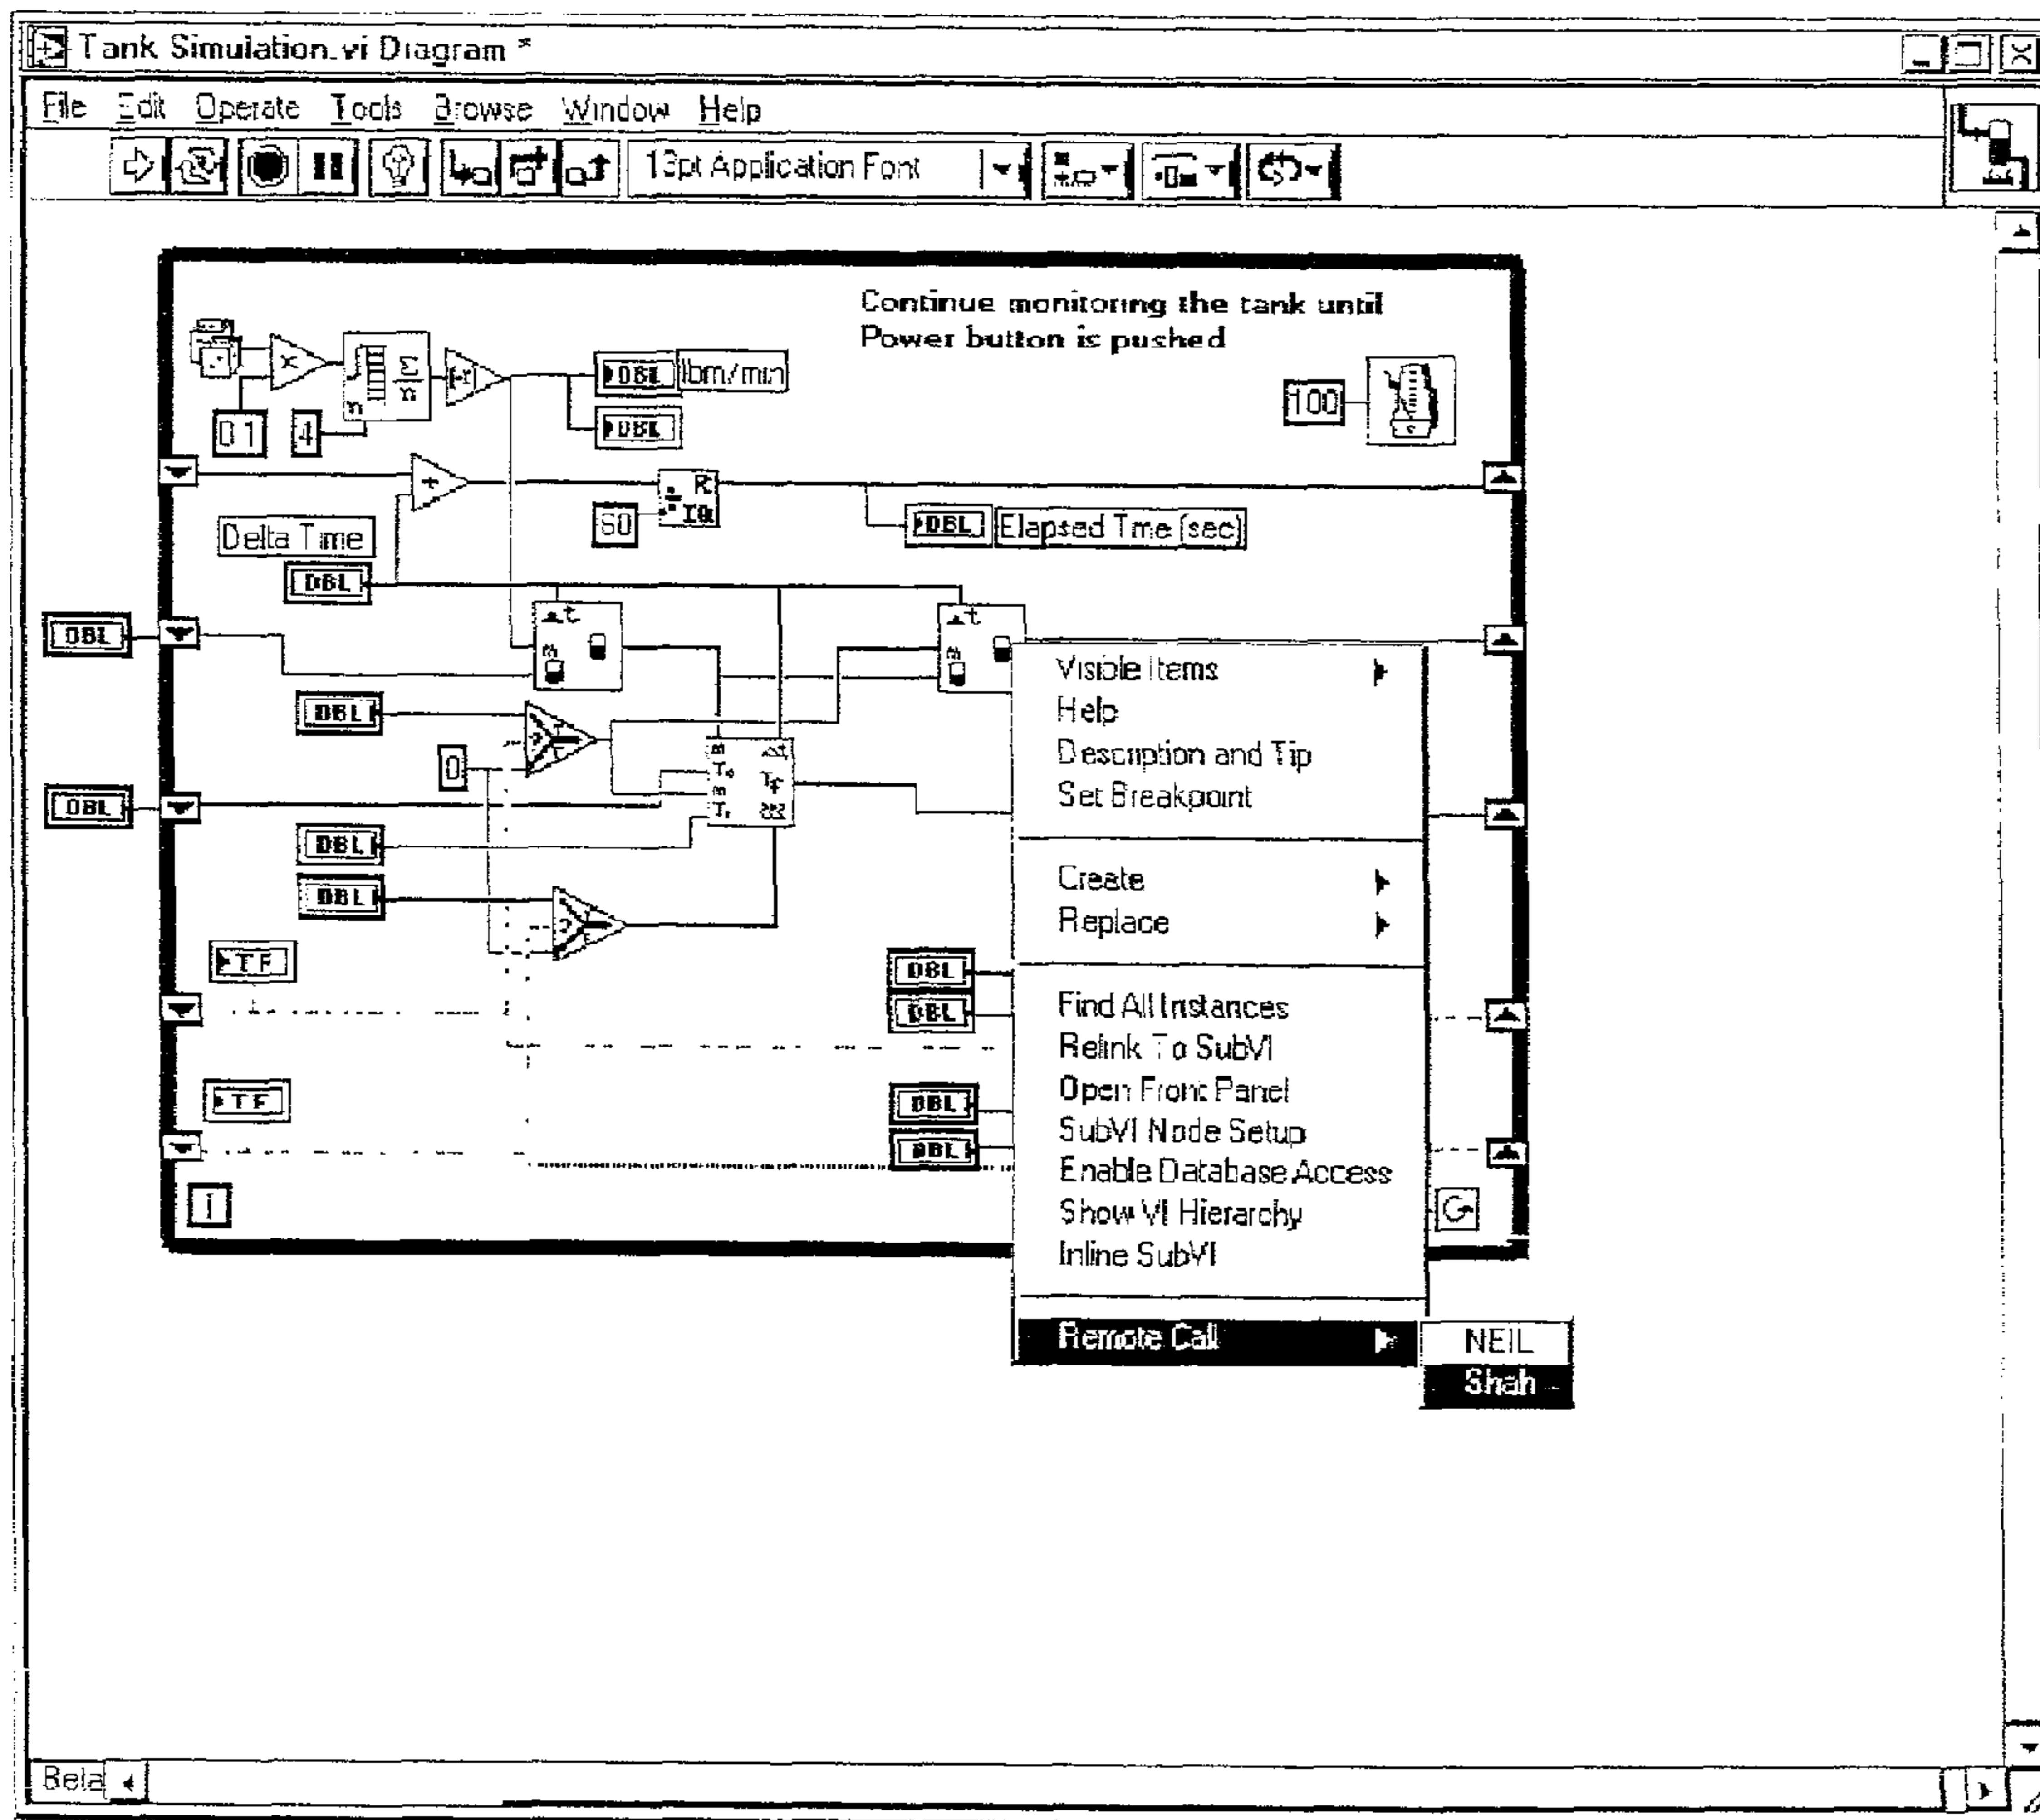 Tank Simulation.vi Diagram *
File Edit Operate Tools Browse Window Help
13pt Application Font
Continue monitoring the tank until
Power button is pushed
DBL lbm/min
100
01 4
DBL
+
R
60 IQ
DBL Elapsed Tme (sec)
Delta Time
DBL
DBL
t
m
t
m
DBL
0
DBL
DBL
DBL
TF
TF
DBL
DBL
DBL
DBL
Visible Items
Help
Description and Tip
Set Breakpoint
Create
Replace
Find All Instances
Relink To SubVI
Open Front Panel
SubVI Node Setup
Enable Database Access
Show VI Hierarchy
Inline SubVI
Remote Call
NEIL
Shah
i
Bela